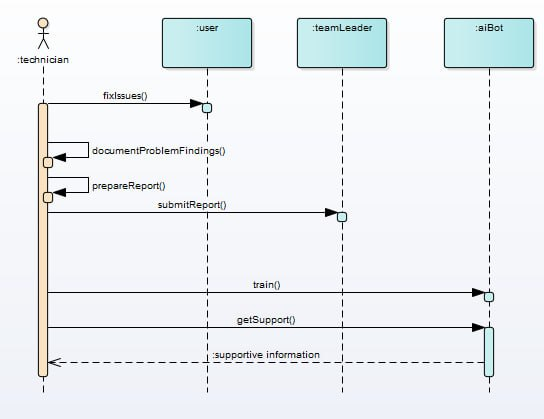 :user
:teamLeader
:aiBot
:technician
fixIssues()
documentProblemFindings()
prepareReport()
submitReport()
train()
getSupport()
:supportive information